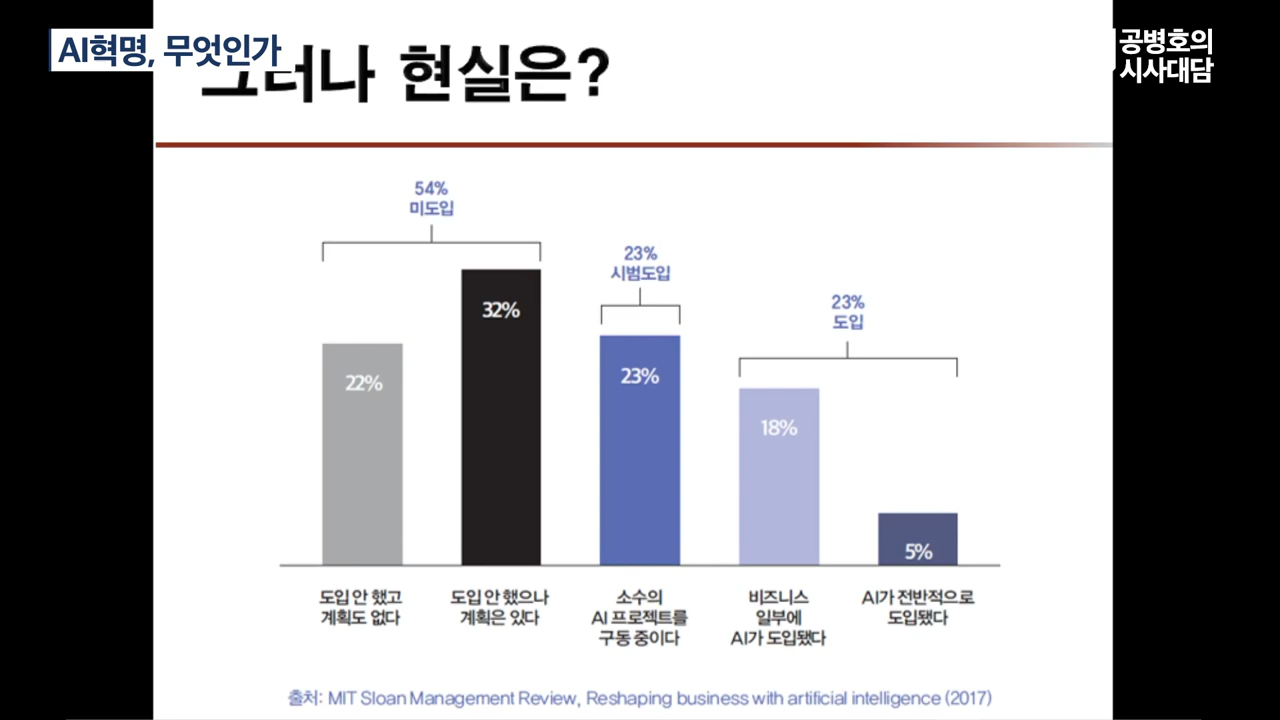 AI혁명, 무엇인가
공병호의
시사대담
그러나 현실은?
54%
미도입
23%
시범도입
23%
도입
22%
32%
23%
18%
5%
도입 안 했고
계획도 없다
도입 안 했으나
계획은 있다
소수의
AI 프로젝트를
구동 중이다
비즈니스
일부에
AI가 도입됐다
AI가 전반적으로
도입됐다
출처: MIT Sloan Management Review, Reshaping business with artificial intelligence (2017)